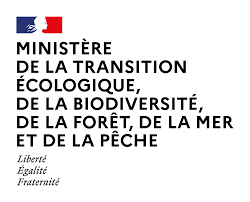 MINISTÈRE
DE LA TRANSITION
ÉCOLOGIQUE,
DE LA BIODIVERSITÉ,
DE LA FORÊT, DE LA MER
ET DE LA PÊCHE
Liberté
Égalité
Fraternité